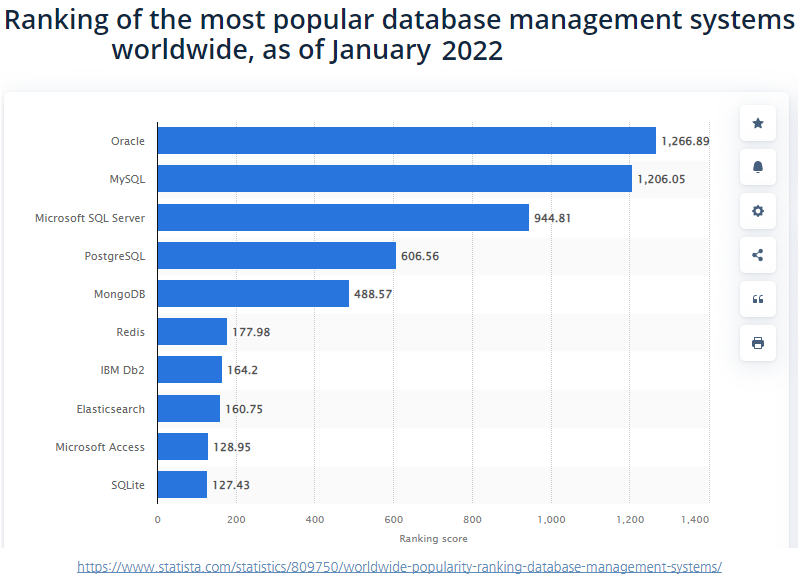 Ranking of the most popular database management systems
worldwide, as of January 2022
Oracle 1,266.89
MySQL 1,206.05
Microsoft SQL Server 944.81
PostgreSQL 606.56
MongoDB 488.57
Redis 177.98
IBM Db2 164.2
Elasticsearch 160.75
Microsoft Access 128.95
SQLite 127.43
0 200 400 600 800 1,000 1,200 1,400
Ranking score
https://www.statista.com/statistics/809750/worldwide-popularity-ranking-database-management-systems/